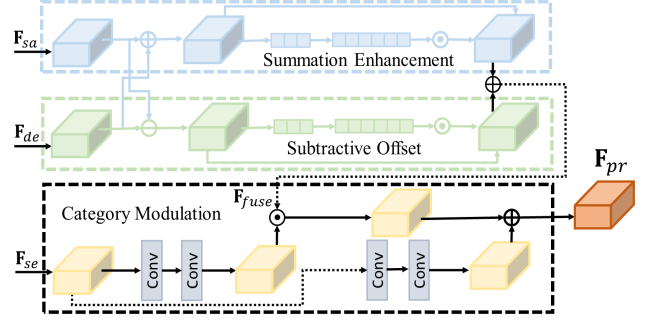 F_sa
Summation Enhancement
F_de
Subtractive Offset
F_pr
F_fuse
Category Modulation
F_se
Conv
Conv
Conv
Conv